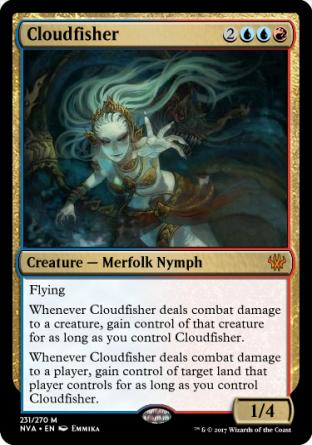 Cloudfisher 2
Creature — Merfolk Nymph
Flying
Whenever Cloudfisher deals combat damage
to a creature, gain control of that creature
for as long as you control Cloudfisher.
Whenever Cloudfisher deals combat damage
to a player, gain control of target land that
player controls for as long as you control
Cloudfisher.
1/4
231/270 M
NVA • EN EMMIKA
™ & © 2017 Wizards of the Coast